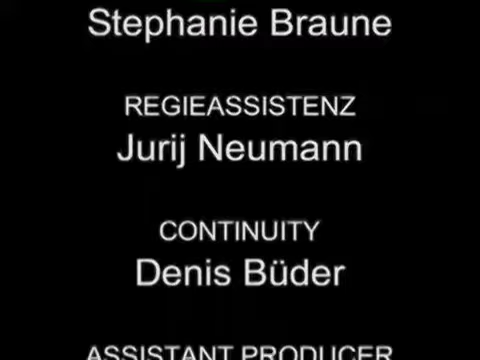 Stephanie Braune
REGIEASSISTENZ
Jurij Neumann
CONTINUITY
Denis Büder
ASSISTANT PRODUCER